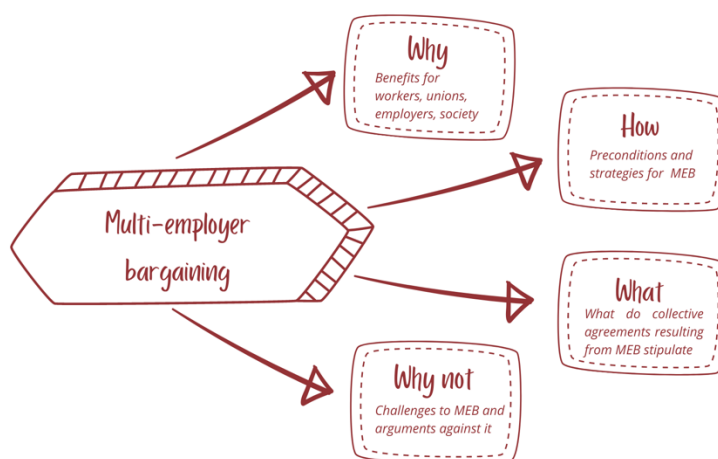 Why
Benefits for
workers, unions,
employers, society
How
Preconditions and
strategies for MEB
Multi-employer
bargaining
What
What do collective
agreements resulting
from MEB stipulate
Why not
Challenges to MEB and
arguments against it